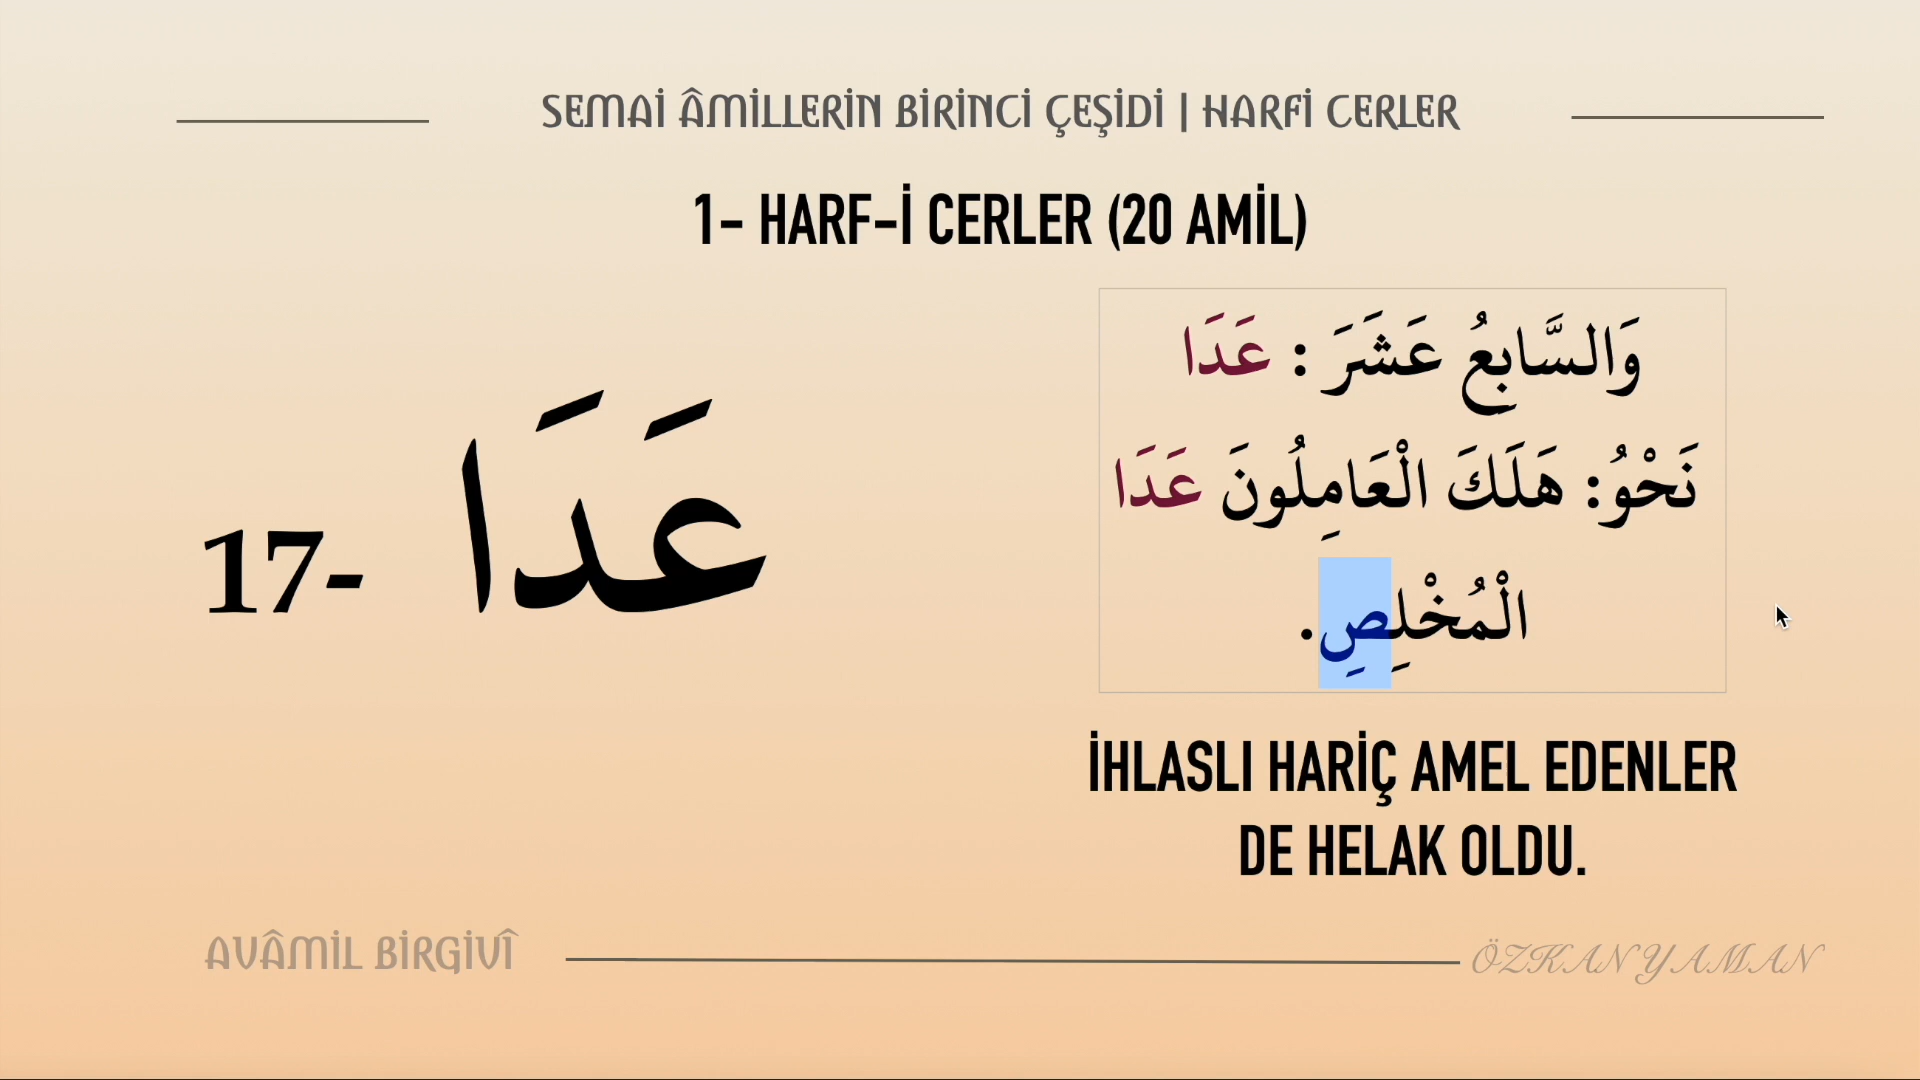 SEMAİ ÂMİLLERİN BİRİNCİ ÇEŞİDİ | HARFİ CERLER
1- HARF-İ CERLER (20 AMİL)
17- عَدَا
وَالسَّابِعُ عَشَرَ : عَدَا
نَحْوُ: هَلَكَ الْعَامِلُونَ عَدَا
الْمُخْلِصِ.
İHLASLI HARİÇ AMEL EDENLER
DE HELAK OLDU.
AVÂMİL BİRGİVÎ
ÖZKAN YAMAN